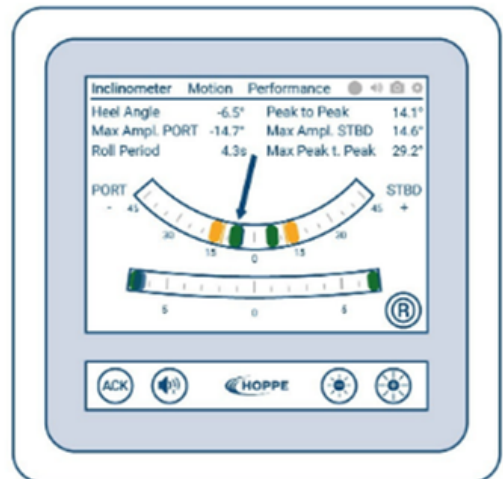 Inclinometer Motion Performance
Heel Angle -6.5° Peak to Peak 14.1°
Max Ampl. PORT -14.7° Max Ampl. STBD 14.6°
Roll Period 4.3s Max Peak t. Peak 29.2°
PORT STBD
- 45 45 +
30 30
15 0 15
5 0 5
®
ACK HOPPE